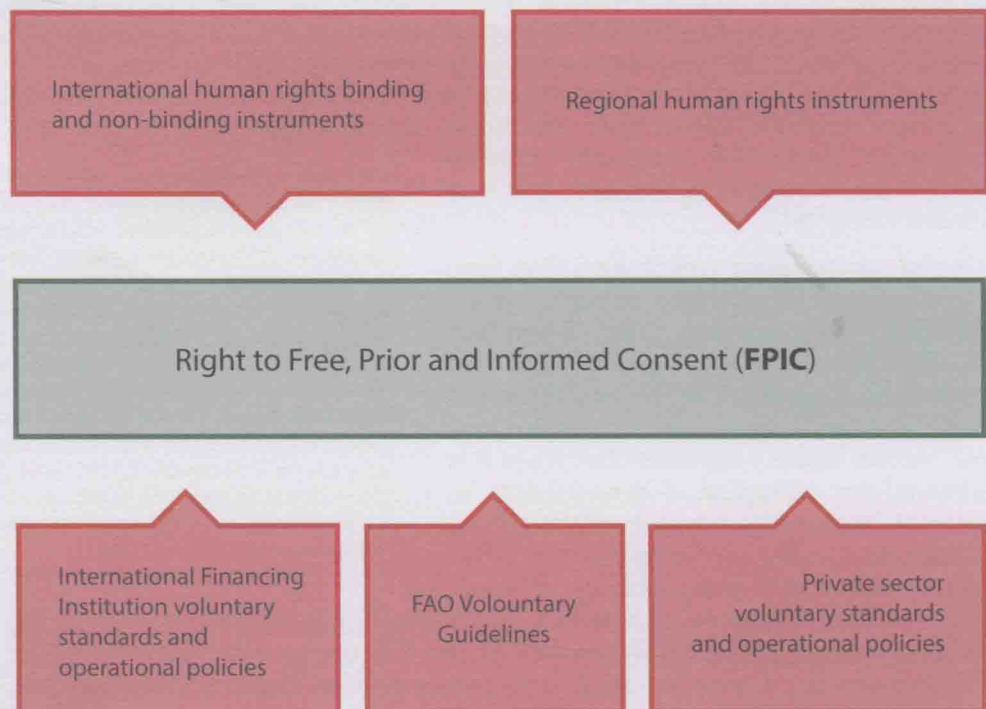 International human rights binding
and non-binding instruments
Regional human rights instruments
Right to Free, Prior and Informed Consent (FPIC)
International Financing
Institution voluntary
standards and
operational policies
FAO Volountary
Guidelines
Private sector
voluntary standards
and operational policies